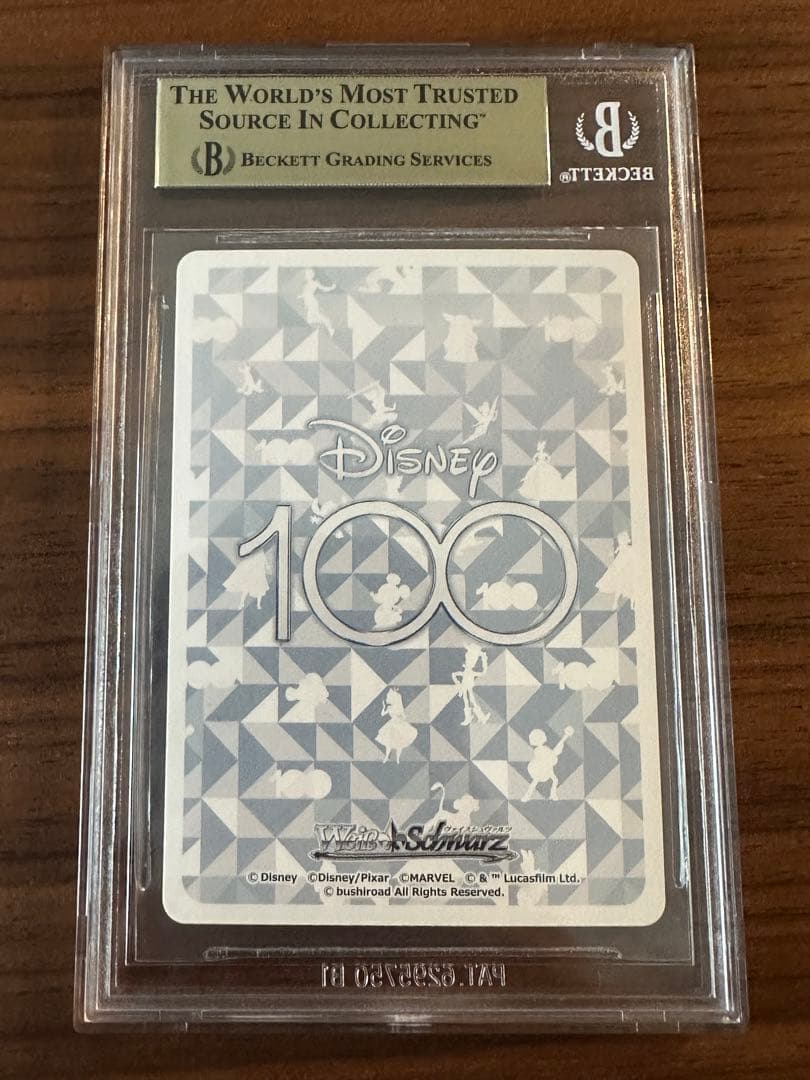 THE WORLD'S MOST TRUSTED
SOURCE IN COLLECTING™
B BECKETT GRADING SERVICES
B
BECKETT®
Disney
100
ヴァイスシュヴァルツ
Weiß Schwarz
© Disney ©Disney/Pixar ©MARVEL © & ™ Lucasfilm Ltd.
© bushiroad All Rights Reserved.
PAT. 6295750 B1